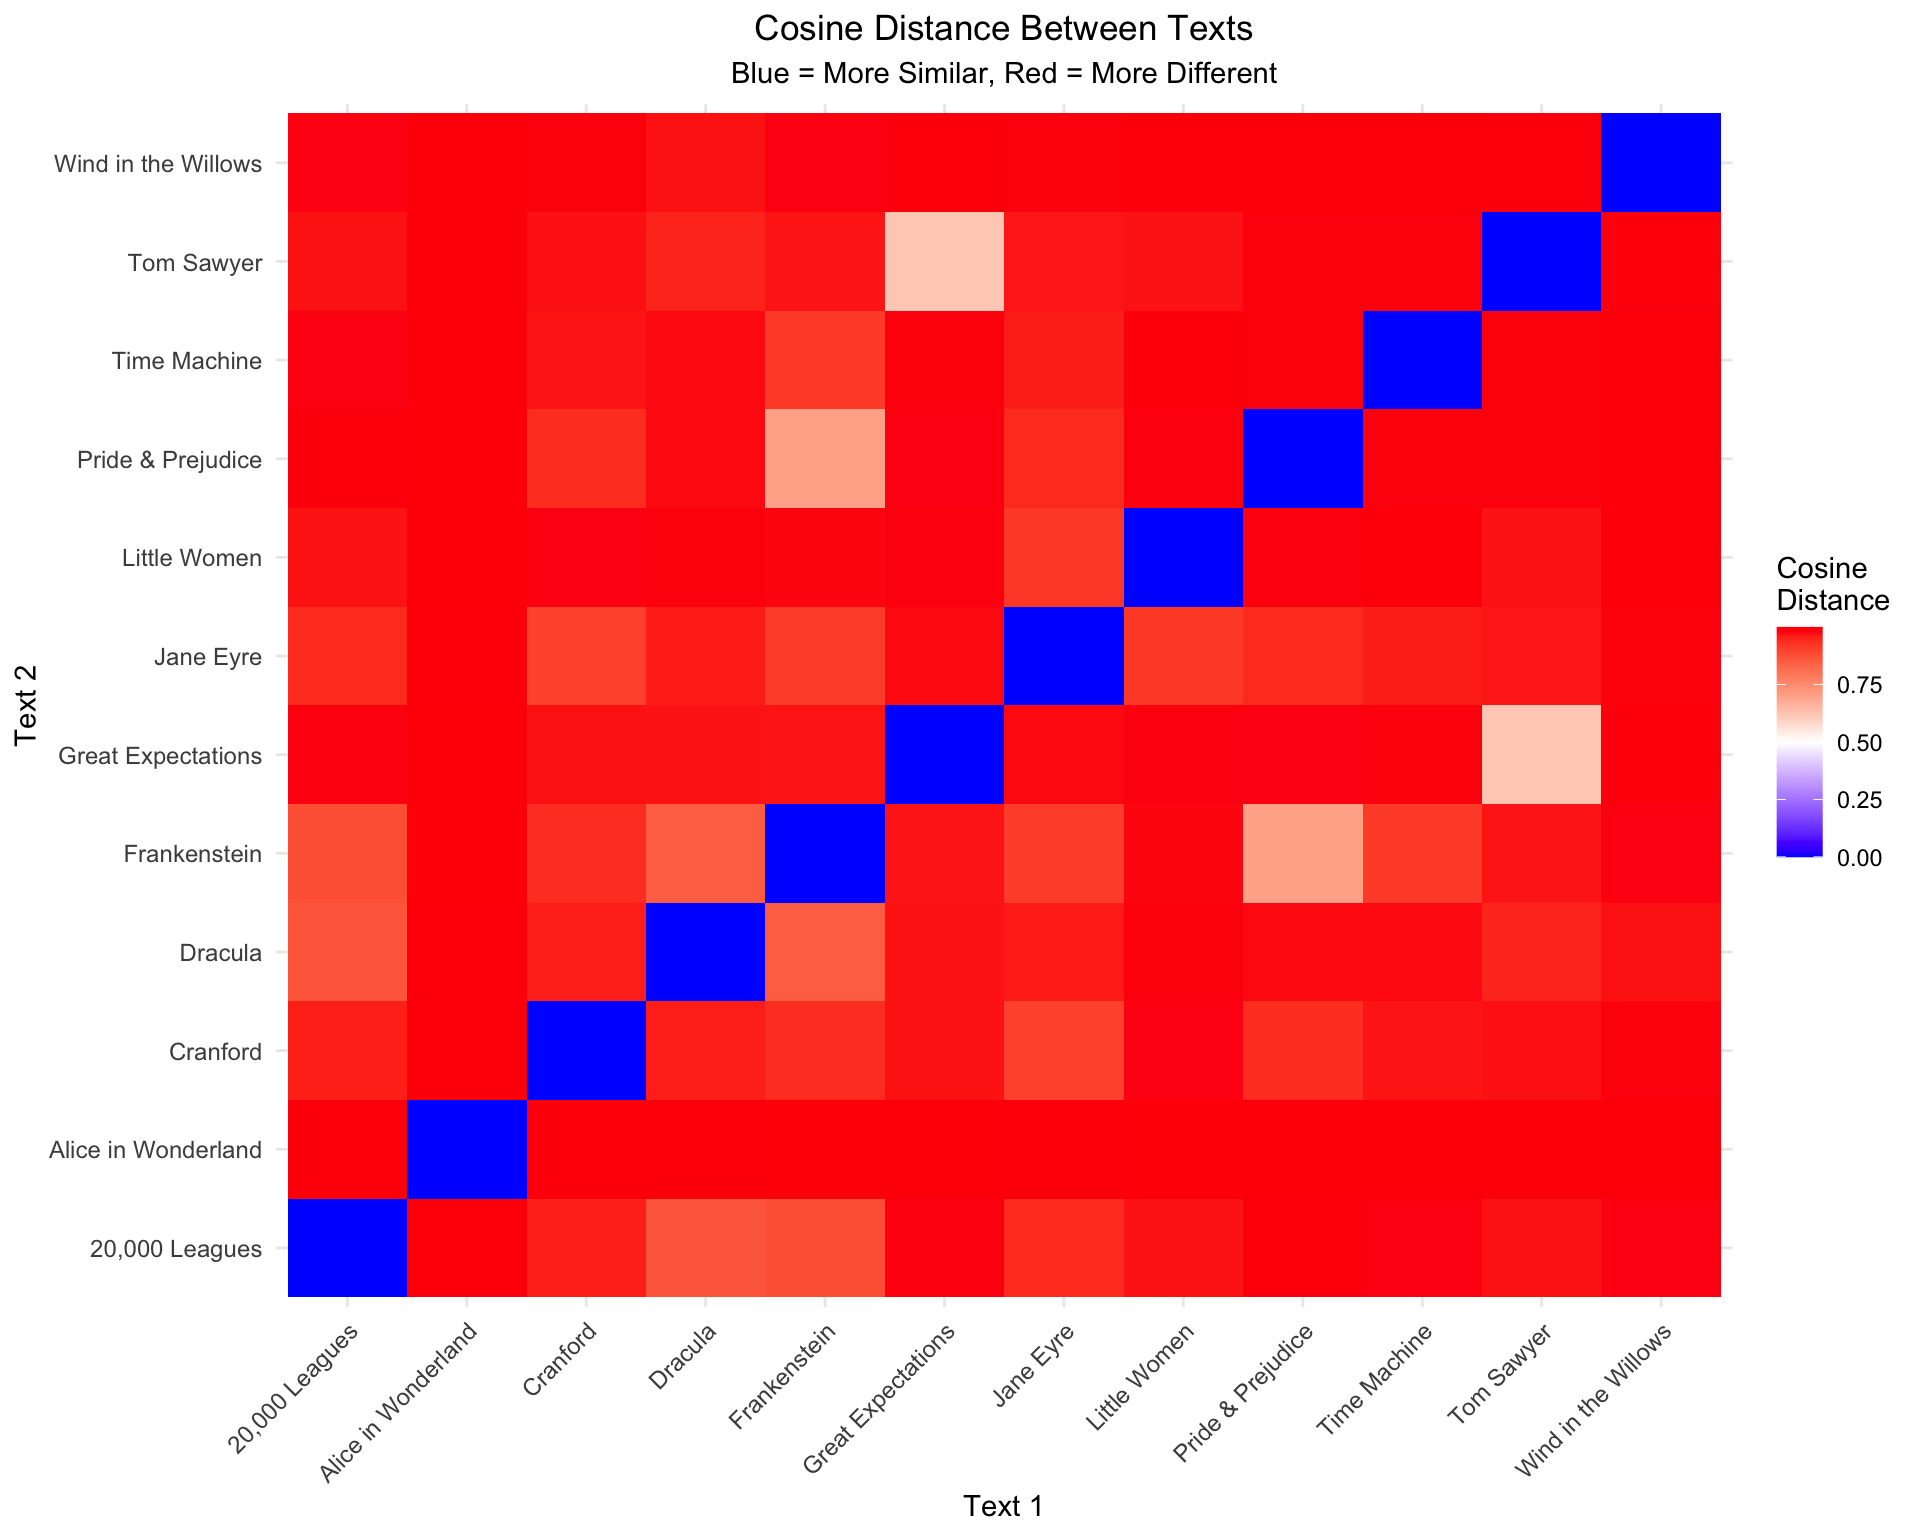 Cosine Distance Between Texts
Blue = More Similar, Red = More Different
Text 2
Wind in the Willows
Tom Sawyer
Time Machine
Pride & Prejudice
Little Women
Jane Eyre
Great Expectations
Frankenstein
Dracula
Cranford
Alice in Wonderland
20,000 Leagues
20,000 Leagues
Alice in Wonderland
Cranford
Dracula
Frankenstein
Great Expectations
Jane Eyre
Little Women
Pride & Prejudice
Time Machine
Tom Sawyer
Wind in the Willows
Text 1
Cosine
Distance
0.75
0.50
0.25
0.00